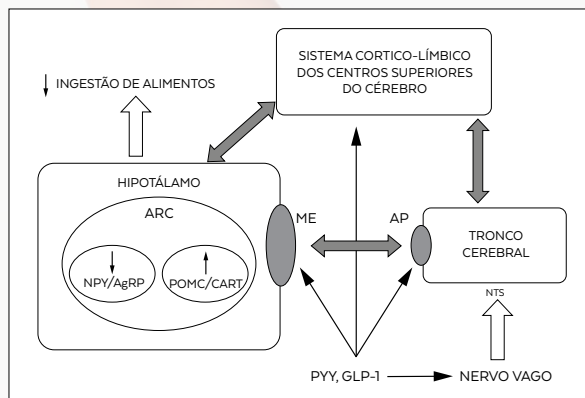 SISTEMA CORTICO-LÍMBICO
DOS CENTROS SUPERIORES
DO CÉREBRO
INGESTÃO DE ALIMENTOS
HIPOTÁLAMO
ARC
NPY/AgRP
POMC/CART
ME
AP
TRONCO
CEREBRAL
NTS
PYY, GLP-1
NERVO VAGO